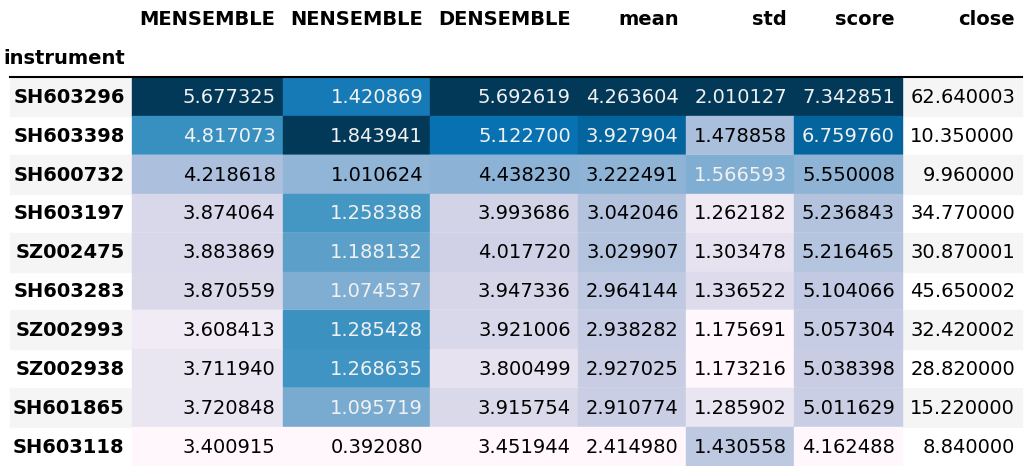 MENSEMBLE NENSEMBLE DENSEMBLE mean std score close
instrument
SH603296 5.677325 1.420869 5.692619 4.263604 2.010127 7.342851 62.640003
SH603398 4.817073 1.843941 5.122700 3.927904 1.478858 6.759760 10.350000
SH600732 4.218618 1.010624 4.438230 3.222491 1.566593 5.550008 9.960000
SH603197 3.874064 1.258388 3.993686 3.042046 1.262182 5.236843 34.770000
SZ002475 3.883869 1.188132 4.017720 3.029907 1.303478 5.216465 30.870001
SH603283 3.870559 1.074537 3.947336 2.964144 1.336522 5.104066 45.650002
SZ002993 3.608413 1.285428 3.921006 2.938282 1.175691 5.057304 32.420002
SZ002938 3.711940 1.268635 3.800499 2.927025 1.173216 5.038398 28.820000
SH601865 3.720848 1.095719 3.915754 2.910774 1.285902 5.011629 15.220000
SH603118 3.400915 0.392080 3.451944 2.414980 1.430558 4.162488 8.840000